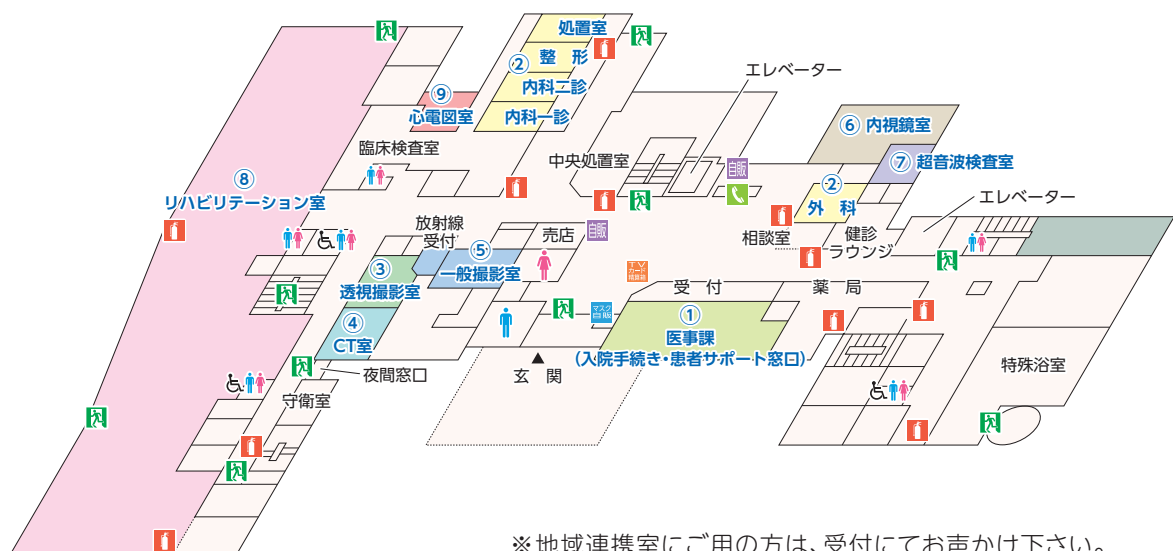 処置室
整 形
②
内科二診
内科一診
⑨
心電図室
臨床検査室
エレベーター
中央処置室
自販
⑥ 内視鏡室
⑦ 超音波検査室
②
外 科
エレベーター
相談室
健診
ラウンジ
⑧
リハビリテーション室
放射線
受付
売店
自販
⑤
一般撮影室
③
透視撮影室
TV
カード
精算機
受 付
薬 局
マスク
自販
①
医事課
(入院手続き・患者サポート窓口)
④
CT室
▲
玄 関
夜間窓口
守衛室
特殊浴室
※地域連携室にご用の方は、受付にてお声かけ下さい。